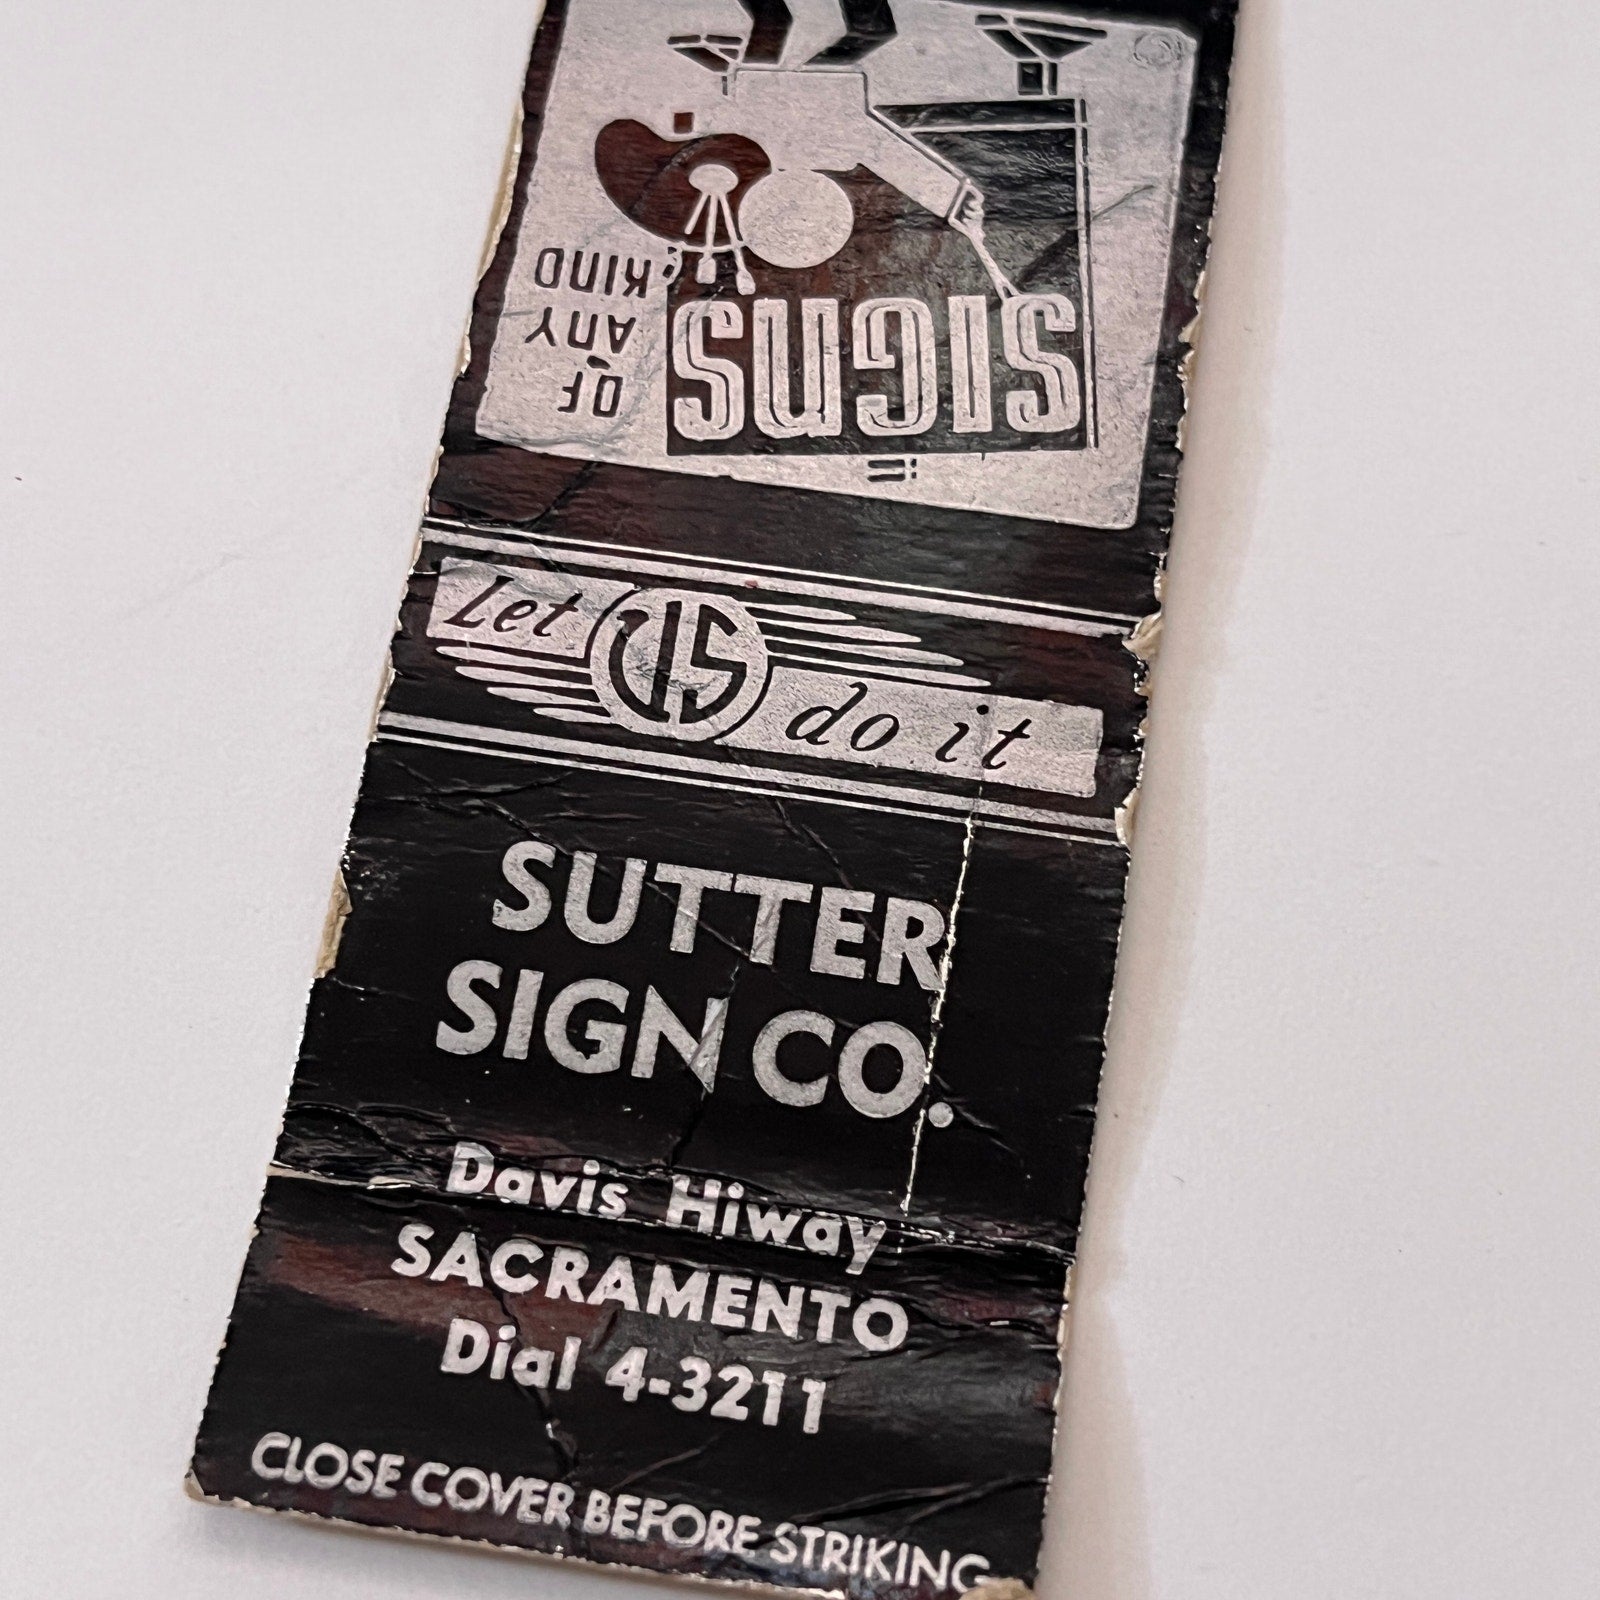 SIGNS
OF
ANY
KIND
Let US do it
SUTTER
SIGN CO.
Davis Hiway
SACRAMENTO
Dial 4-3211
CLOSE COVER BEFORE STRIKING